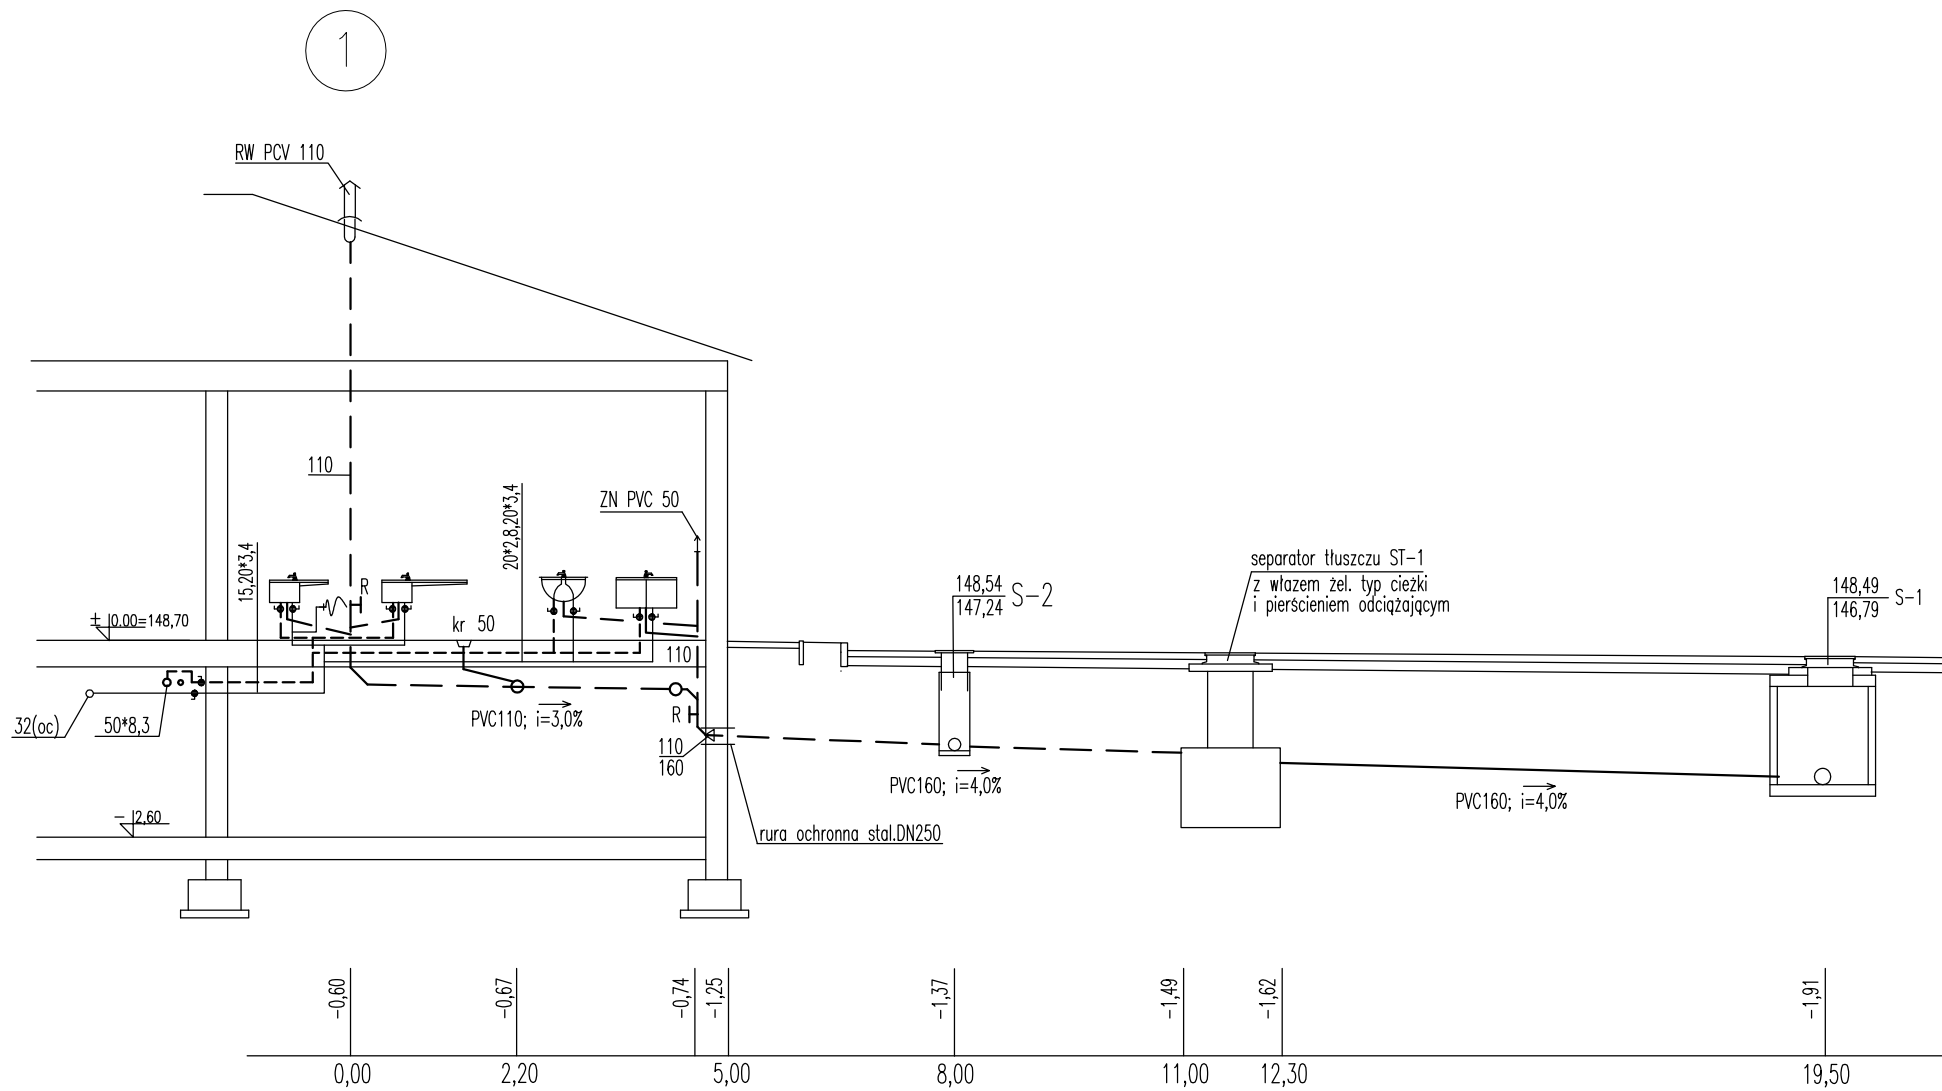 1
RW PCV 110
110
ZN PVC 50
20*2,8,20*3,4
15,20*3,4
R
kr 50
± 0.00=148,70
110
148,54
147,24
S-2
separator tłuszczu ST-1
z włazem żel. typ cieżki
i pierścieniem odciążającym
148,49
146,79
S-1
32(oc)
50*8,3
PVC110; i=3,0%
R
110
160
PVC160; i=4,0%
PVC160; i=4,0%
- 2,60
rura ochronna stal.DN250
-0,60
-0,67
-0,74
-1,25
-1,37
-1,49
-1,62
-1,91
0,00
2,20
5,00
8,00
11,00
12,30
19,50